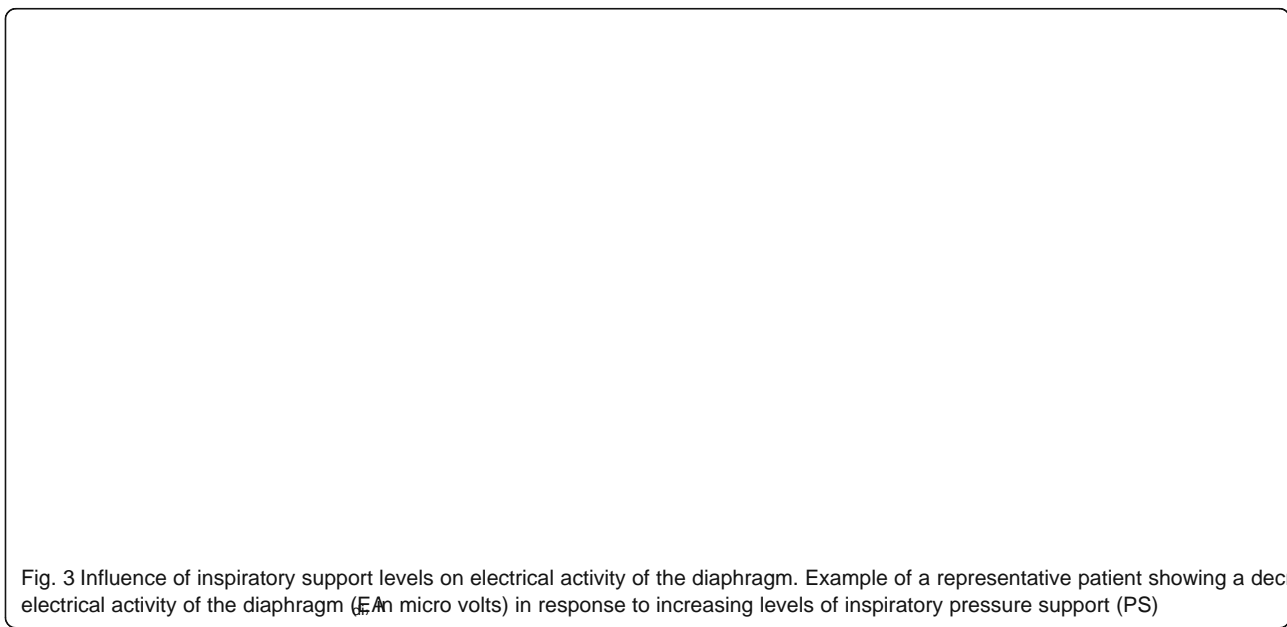 Fig. 3 Influence of inspiratory support levels on electrical activity of the diaphragm. Example of a representative patient showing a dec
electrical activity of the diaphragm (EAdi, in micro volts) in response to increasing levels of inspiratory pressure support (PS)